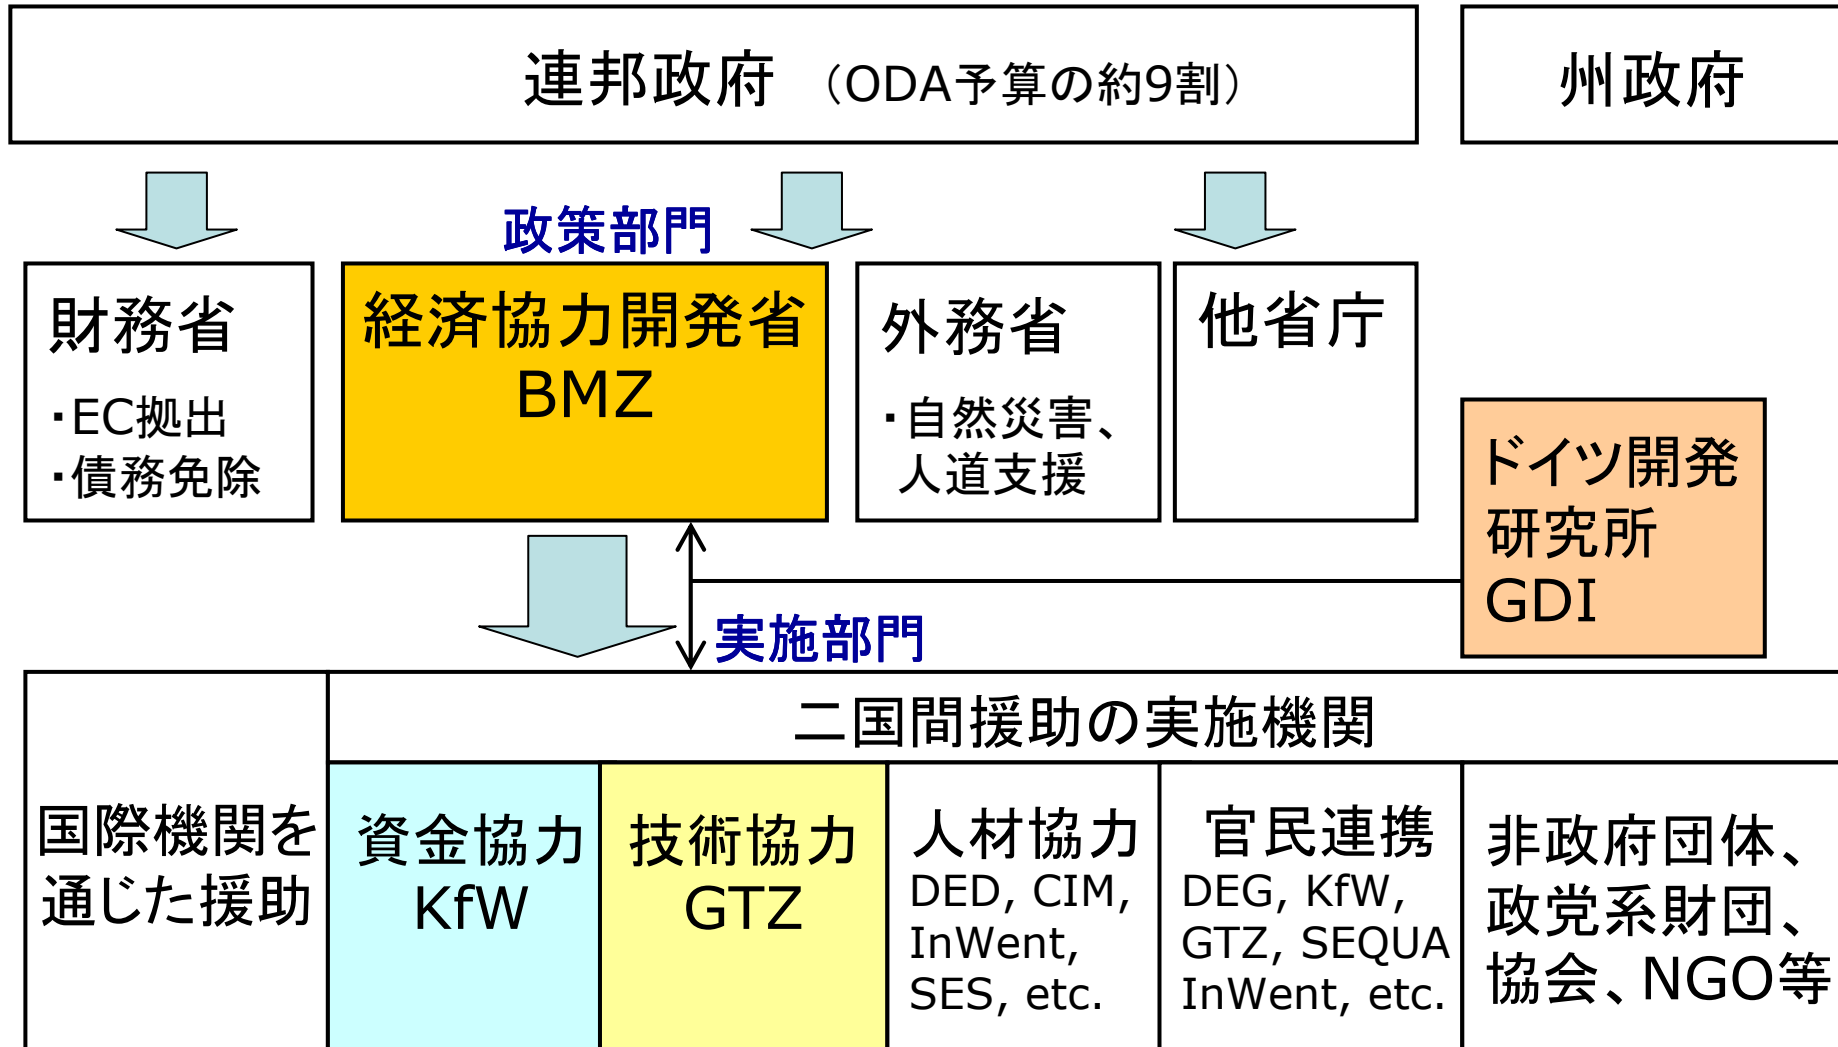 連邦政府 （ODA予算の約9割）
州政府
政策部門
財務省
・EC拠出
・債務免除
経済協力開発省
BMZ
外務省
・自然災害、
人道支援
他省庁
ドイツ開発
研究所
GDI
実施部門
二国間援助の実施機関
国際機関を
通じた援助
資金協力
KfW
技術協力
GTZ
人材協力
DED, CIM,
InWent,
SES, etc.
官民連携
DEG, KfW,
GTZ, SEQUA
InWent, etc.
非政府団体、
政党系財団、
協会、NGO等